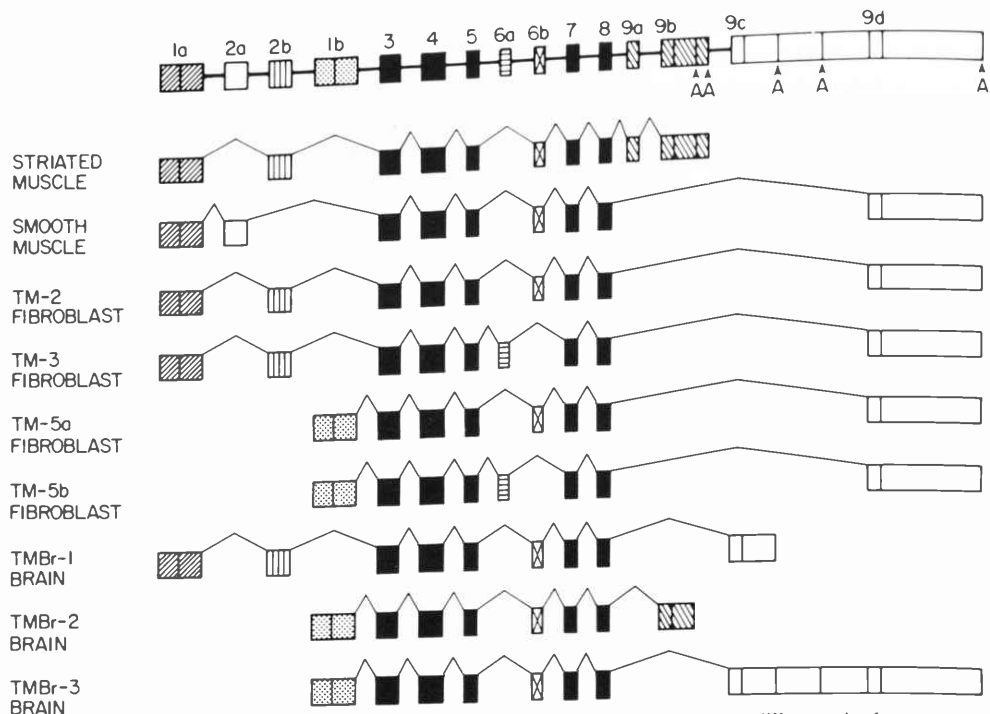 1a 2a 2b 1b 3 4 5 6a 6b 7 8 9a 9b 9c 9d
A A A A A
STRIATED
MUSCLE
SMOOTH
MUSCLE
TM-2
FIBROBLAST
TM-3
FIBROBLAST
TM-5a
FIBROBLAST
TM-5b
FIBROBLAST
TMBr-1
BRAIN
TMBr-2
BRAIN
TMBr-3
BRAIN